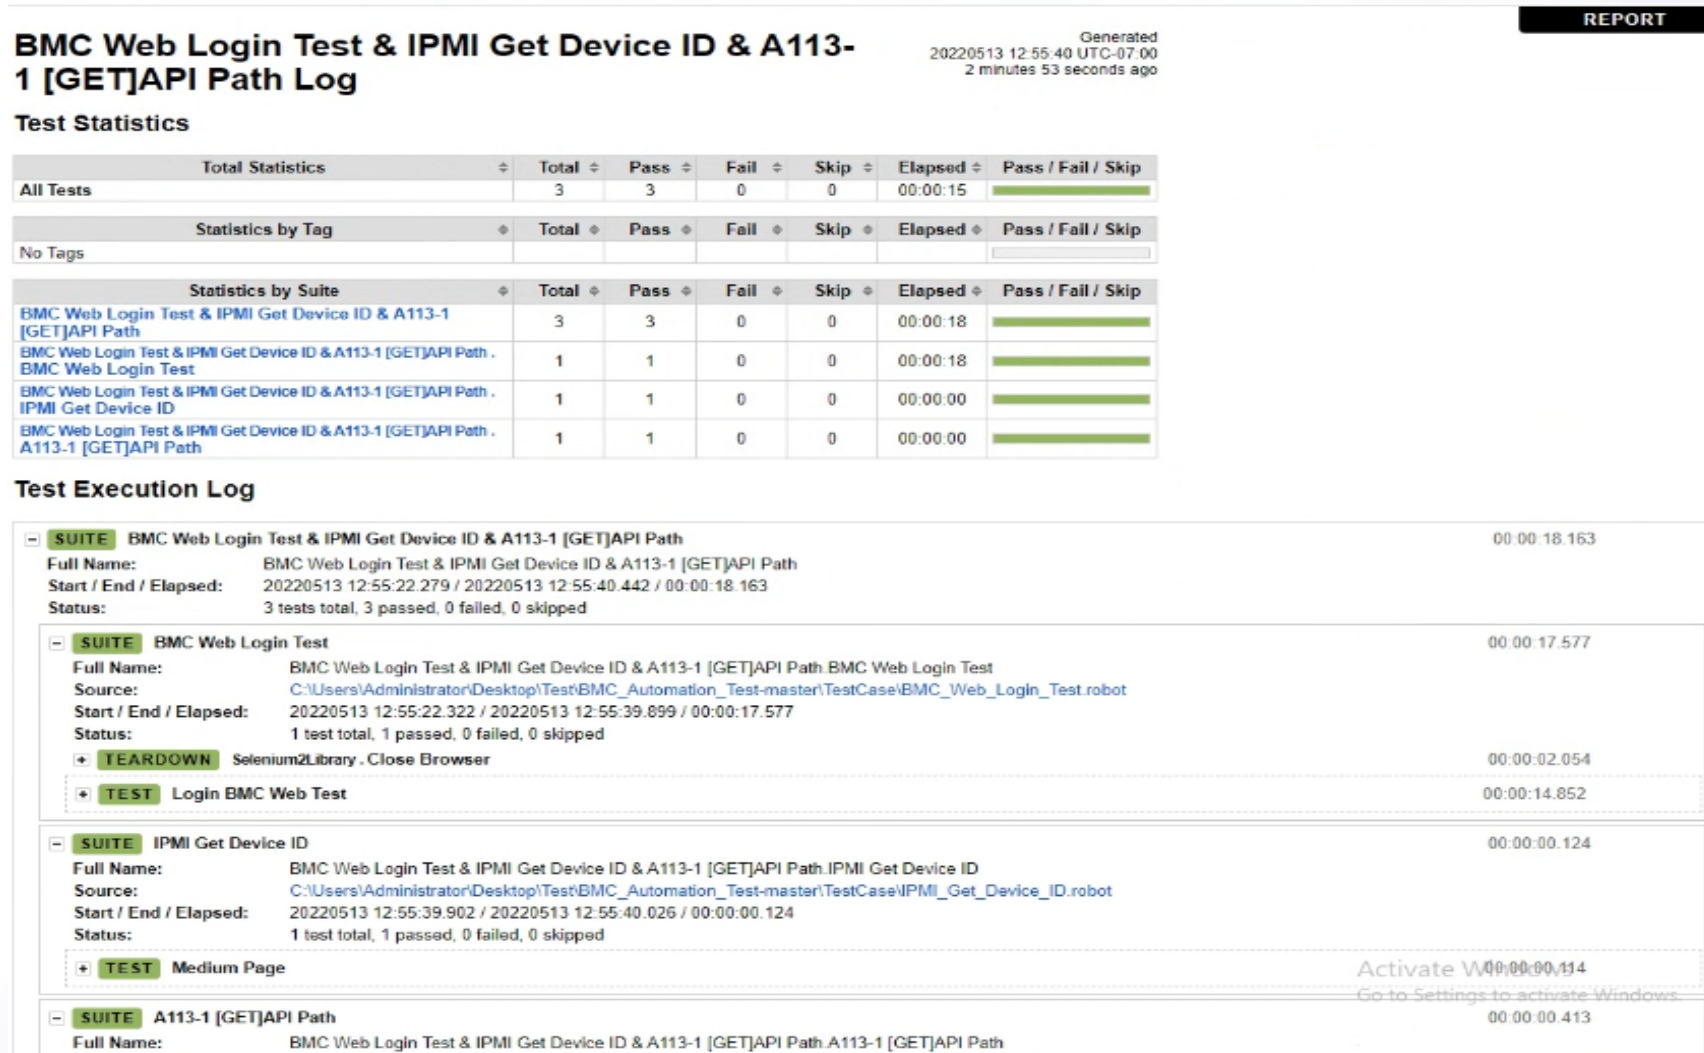 REPORT
BMC Web Login Test & IPMI Get Device ID & A113-
1 [GET]API Path Log
Generated
20220513 12:55:40 UTC-07:00
2 minutes 53 seconds ago
Test Statistics
Total Statistics Total Pass Fail Skip Elapsed Pass / Fail / Skip
All Tests 3 3 0 0 00:00:15
Statistics by Tag Total Pass Fail Skip Elapsed Pass / Fail / Skip
No Tags
Statistics by Suite Total Pass Fail Skip Elapsed Pass / Fail / Skip
BMC Web Login Test & IPMI Get Device ID & A113-1
[GET]API Path 3 3 0 0 00:00:18
BMC Web Login Test & IPMI Get Device ID & A113-1 [GET]API Path .
BMC Web Login Test 1 1 0 0 00:00:18
BMC Web Login Test & IPMI Get Device ID & A113-1 [GET]API Path .
IPMI Get Device ID 1 1 0 0 00:00:00
BMC Web Login Test & IPMI Get Device ID & A113-1 [GET]API Path .
A113-1 [GET]API Path 1 1 0 0 00:00:00
Test Execution Log
SUITE BMC Web Login Test & IPMI Get Device ID & A113-1 [GET]API Path 00:00:18.163
Full Name: BMC Web Login Test & IPMI Get Device ID & A113-1 [GET]API Path
Start / End / Elapsed: 20220513 12:55:22.279 / 20220513 12:55:40.442 / 00:00:18.163
Status: 3 tests total, 3 passed, 0 failed, 0 skipped
SUITE BMC Web Login Test 00:00:17.577
Full Name: BMC Web Login Test & IPMI Get Device ID & A113-1 [GET]API Path.BMC Web Login Test
Source: C:\Users\Administrator\Desktop\Test\BMC_Automation_Test-master\TestCase\BMC_Web_Login_Test.robot
Start / End / Elapsed: 20220513 12:55:22.322 / 20220513 12:55:39.899 / 00:00:17.577
Status: 1 test total, 1 passed, 0 failed, 0 skipped
TEARDOWN Selenium2Library . Close Browser 00:00:02.054
TEST Login BMC Web Test 00:00:14.852
SUITE IPMI Get Device ID 00:00:00.124
Full Name: BMC Web Login Test & IPMI Get Device ID & A113-1 [GET]API Path.IPMI Get Device ID
Source: C:\Users\Administrator\Desktop\Test\BMC_Automation_Test-master\TestCase\IPMI_Get_Device_ID.robot
Start / End / Elapsed: 20220513 12:55:39.902 / 20220513 12:55:40.026 / 00:00:00.124
Status: 1 test total, 1 passed, 0 failed, 0 skipped
TEST Medium Page 00:00:00.114
Activate Windows
Go to Settings to activate Windows.
SUITE A113-1 [GET]API Path 00:00:00.413
Full Name: BMC Web Login Test & IPMI Get Device ID & A113-1 [GET]API Path.A113-1 [GET]API Path